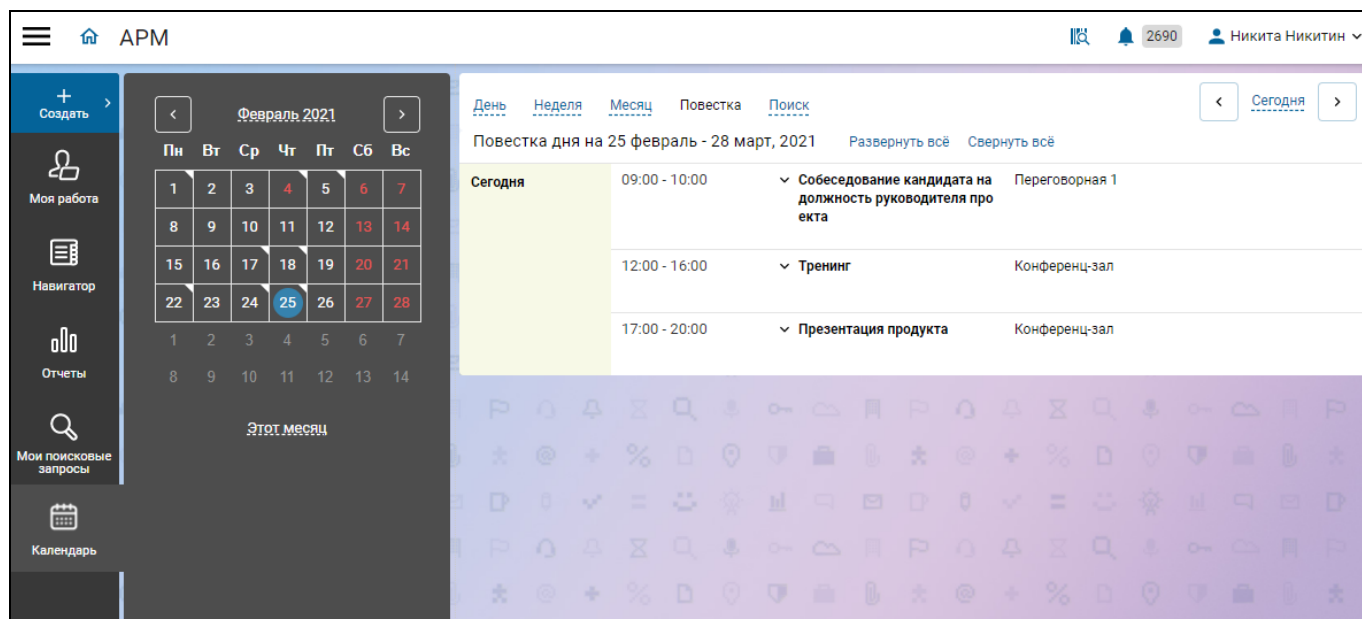 АРМ
2690 Никита Никитин
+ Создать
Моя работа
Навигатор
Отчеты
Мои поисковые
запросы
Календарь
Февраль 2021
Пн Вт Ср Чт Пт Сб Вс
1 2 3 4 5 6 7
8 9 10 11 12 13 14
15 16 17 18 19 20 21
22 23 24 25 26 27 28
1 2 3 4 5 6 7
8 9 10 11 12 13 14
Этот месяц
День Неделя Месяц Повестка Поиск
Сегодня
Повестка дня на 25 февраль - 28 март, 2021 Развернуть всё Свернуть всё
Сегодня 09:00 - 10:00 Собеседование кандидата на Переговорная 1
должность руководителя про
екта
12:00 - 16:00 Тренинг Конференц-зал
17:00 - 20:00 Презентация продукта Конференц-зал